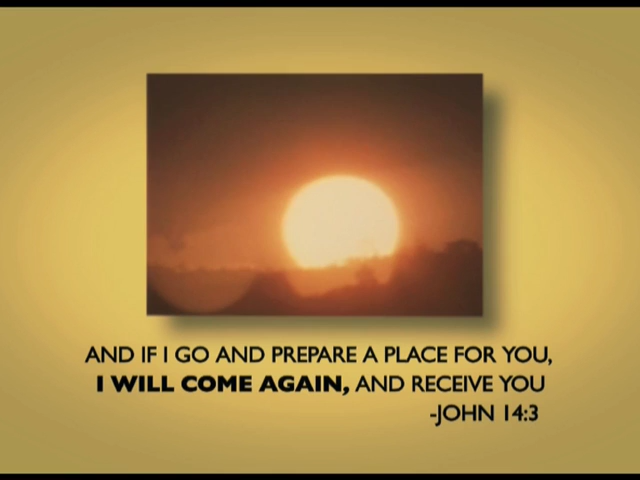 AND IF I GO AND PREPARE A PLACE FOR YOU,
I WILL COME AGAIN, AND RECEIVE YOU
-JOHN 14:3